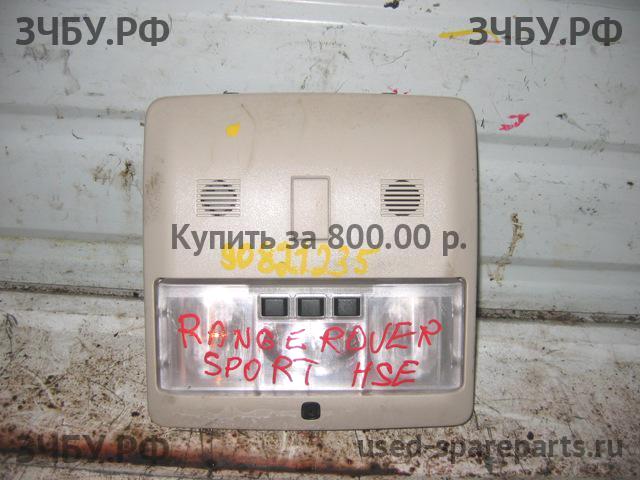 ЗЧБУ.РФ ЗЧБУ.РФ
Купить за 800.00 р.
90821235
RANGE ROVER
SPORT HSE
ЗЧБУ.РФ used-spareparts.ru